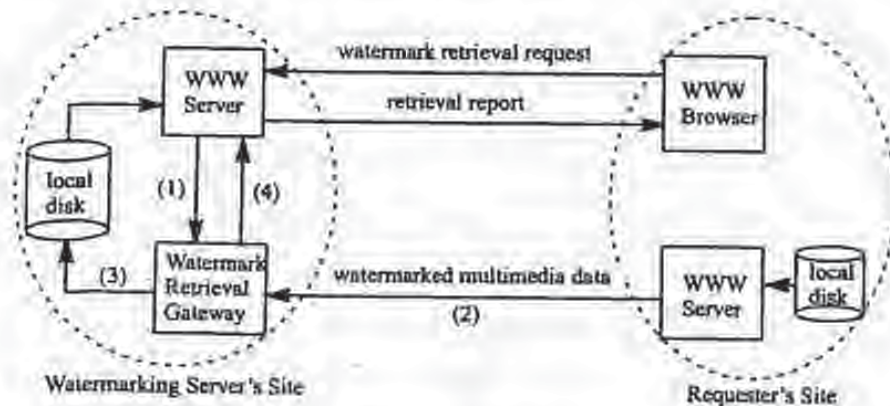 watermark retrieval request
WWW
Server
retrieval report
WWW
Browser
local
disk
(1)
(4)
(3)
Watermark
Retrieval
Gateway
watermarked multimedia data
(2)
WWW
Server
local
disk
Watermarking Server's Site
Requester's Site